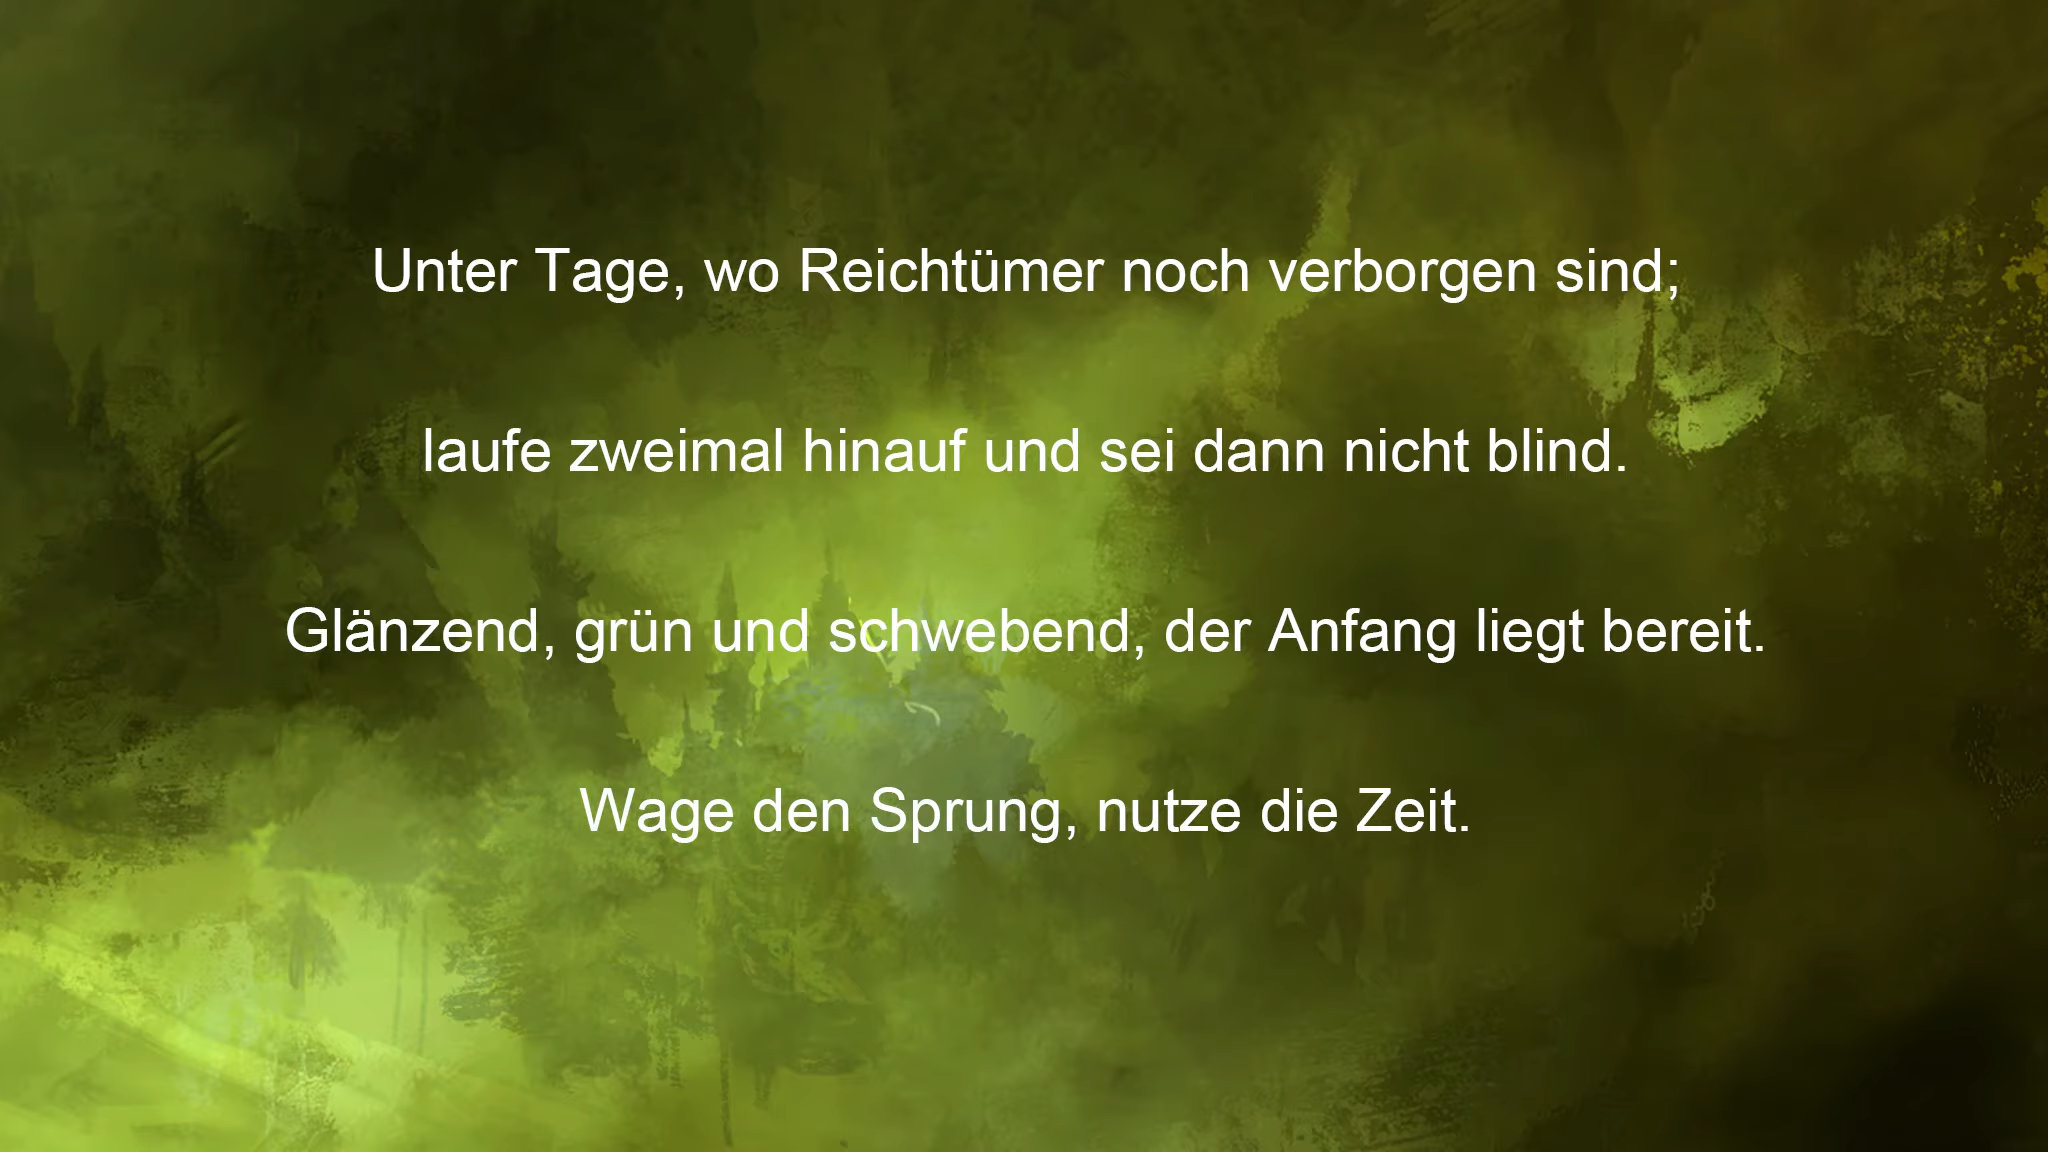 Unter Tage, wo Reichtümer noch verborgen sind;
laufe zweimal hinauf und sei dann nicht blind.
Glänzend, grün und schwebend, der Anfang liegt bereit.
Wage den Sprung, nutze die Zeit.